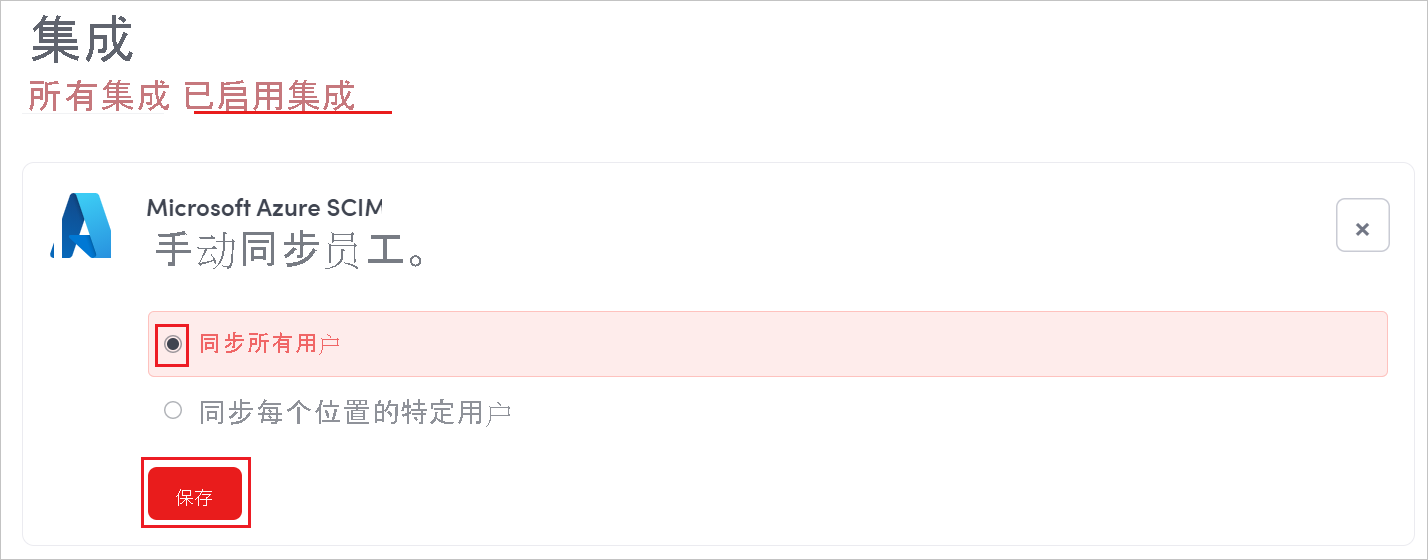 集成
所有集成 已启用集成
Microsoft Azure SCIM
手动同步员工。
同步所有用户
同步每个位置的特定用户
保存